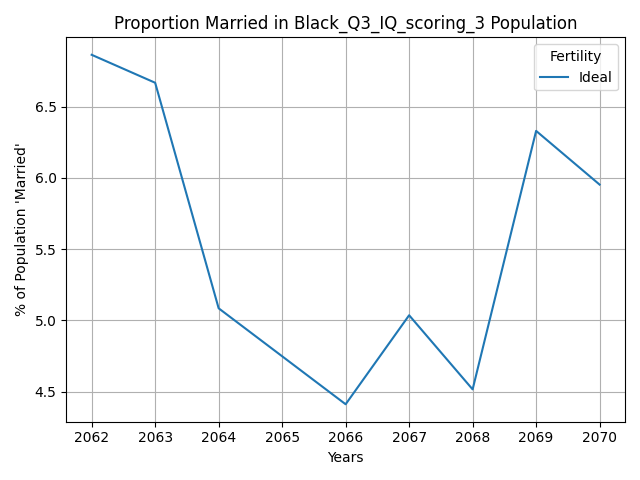 Proportion Married in Black_Q3_IQ_scoring_3 Population
Fertility
Ideal
% of Population 'Married'
6.5
6.0
5.5
5.0
4.5
2062 2063 2064 2065 2066 2067 2068 2069 2070
Years